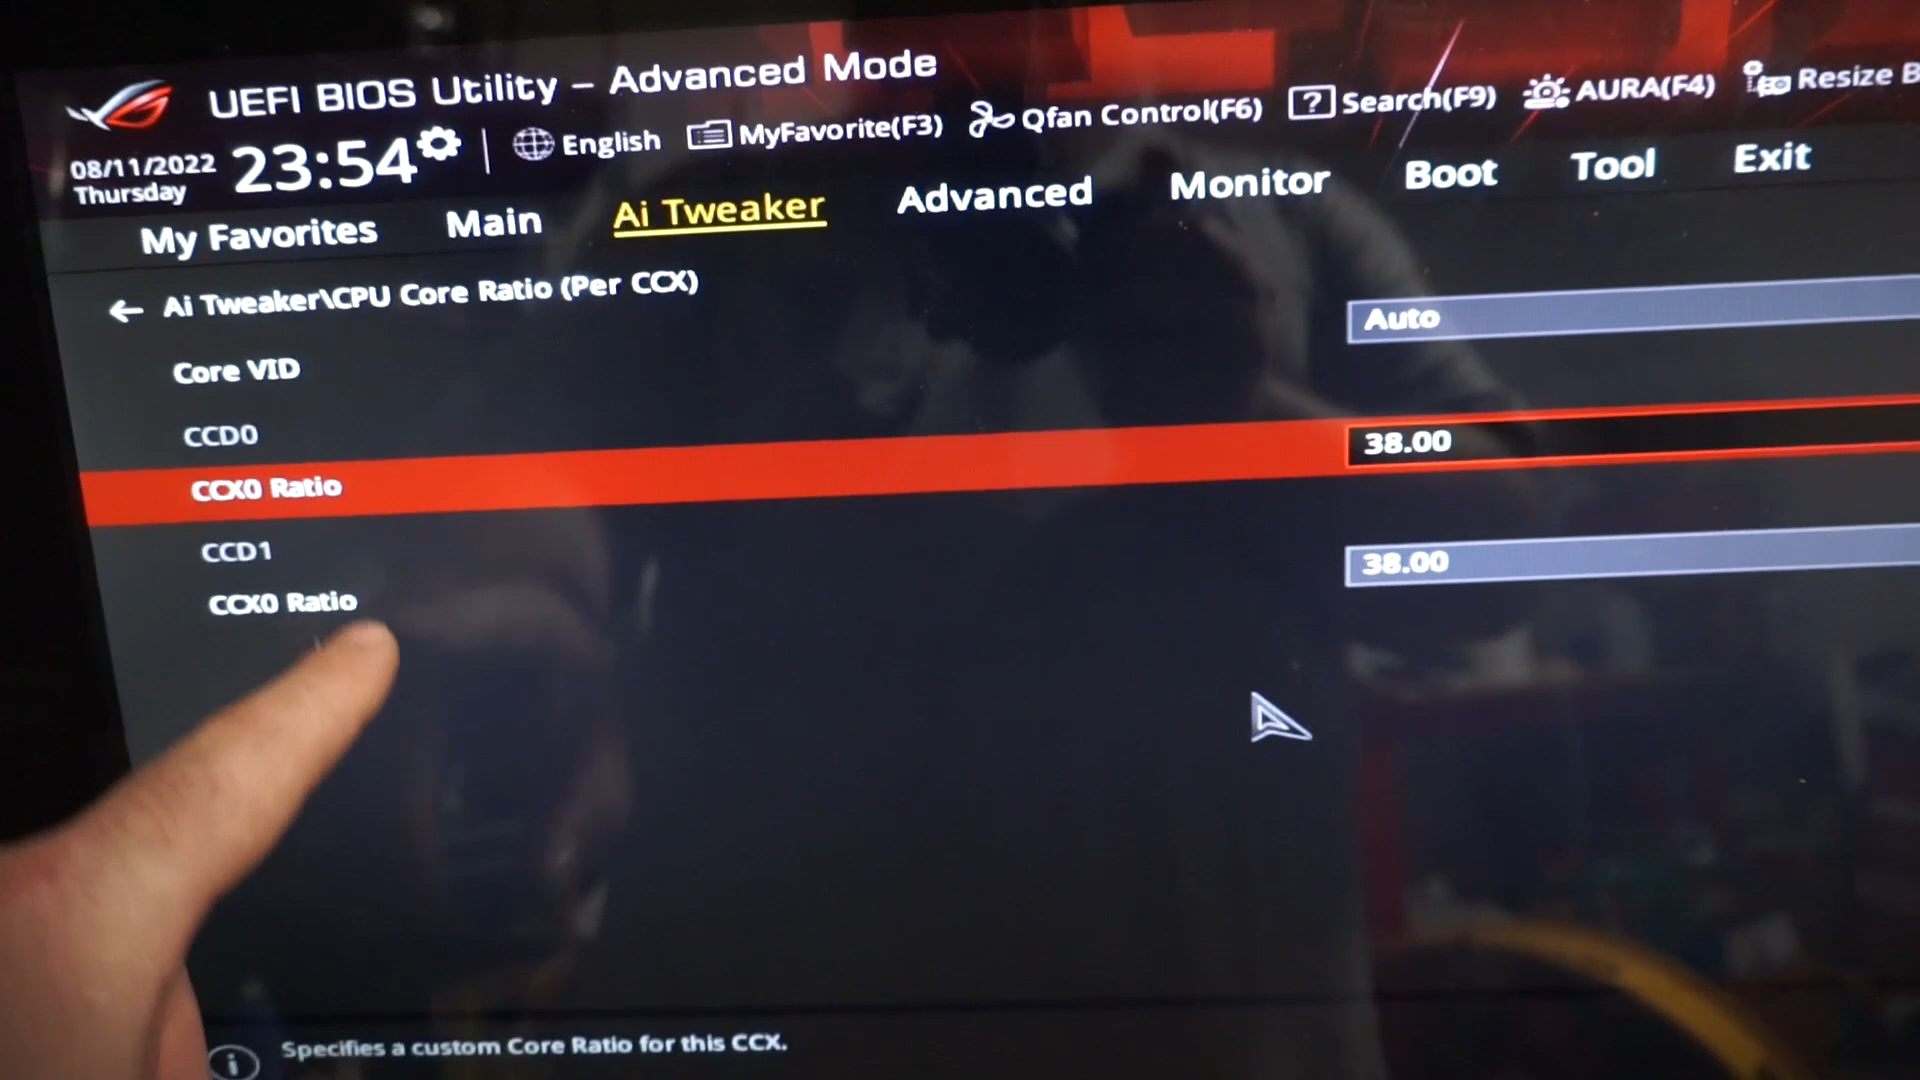 UEFI BIOS Utility – Advanced Mode
08/11/2022
Thursday
23:54
English
MyFavorite(F3)
Qfan Control(F6)
Search(F9)
AURA(F4)
Resize B
My Favorites
Main
Ai Tweaker
Advanced
Monitor
Boot
Tool
Exit
Ai Tweaker\CPU Core Ratio (Per CCX)
Core VID
Auto
CCD0
CCX0 Ratio
38.00
CCD1
CCX0 Ratio
38.00
Specifies a custom Core Ratio for this CCX.